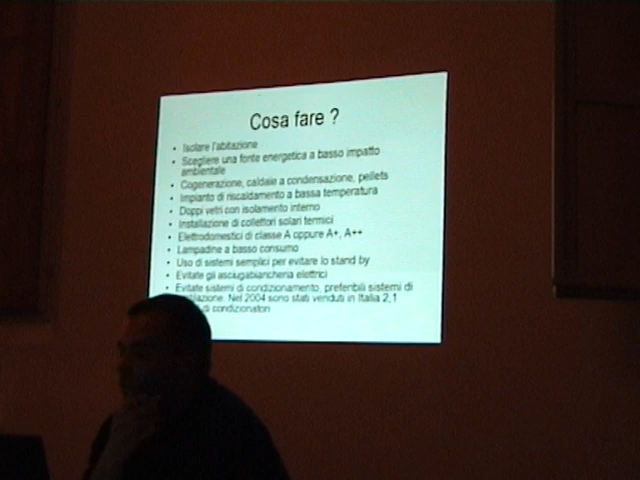 Cosa fare ?
• Isolare l'abitazione
• Scegliere una fonte energetica a basso impatto
ambientale
• Cogenerazione, caldaie a condensazione, pellets
• Impianto di riscaldamento a bassa temperatura
• Doppi vetri con isolamento interno
• Installazione di collettori solari termici
• Elettrodomestici di classe A oppure A+, A++
• Lampadine a basso consumo
• Uso di sistemi semplici per evitare lo stand by
• Evitate gli asciugabiancheria elettrici
• Evitate sistemi di condizionamento, preferibili sistemi di
Nel 2004 sono stati venduti in Italia 2,1
di condizionatori